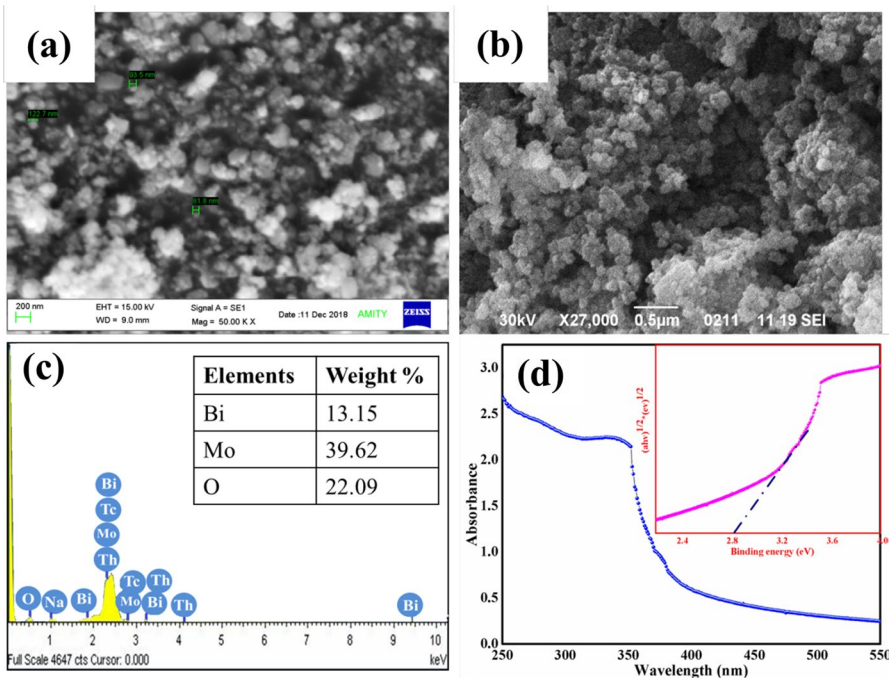 (a)
93.5 nm
122.7 nm
81.8 nm
200 nm
EHT = 15.00 kV
WD = 9.0 mm
Signal A = SE1
Mag = 50.00 K X
Date :11 Dec 2018
AMITY
ZEISS
(b)
30kV X27,000 0.5µm 0211 11 19 SEI
(c)
Elements Weight %
Bi 13.15
Mo 39.62
O 22.09
Bi
Tc
Mo
Th
O Na Bi
Tc Th
Mo Bi Th Bi
1 2 3 4 5 6 7 8 9 10
Full Scale 4647 cts Cursor: 0.000 keV
(d)
Absorbance
3.0
2.5
2.0
1.5
1.0
0.5
0.0
250 300 350 400 450 500 550
Wavelength (nm)
(ahv)1/2*(ev)1/2
2.4 2.8 3.2 3.6 4.0
Binding energy (eV)